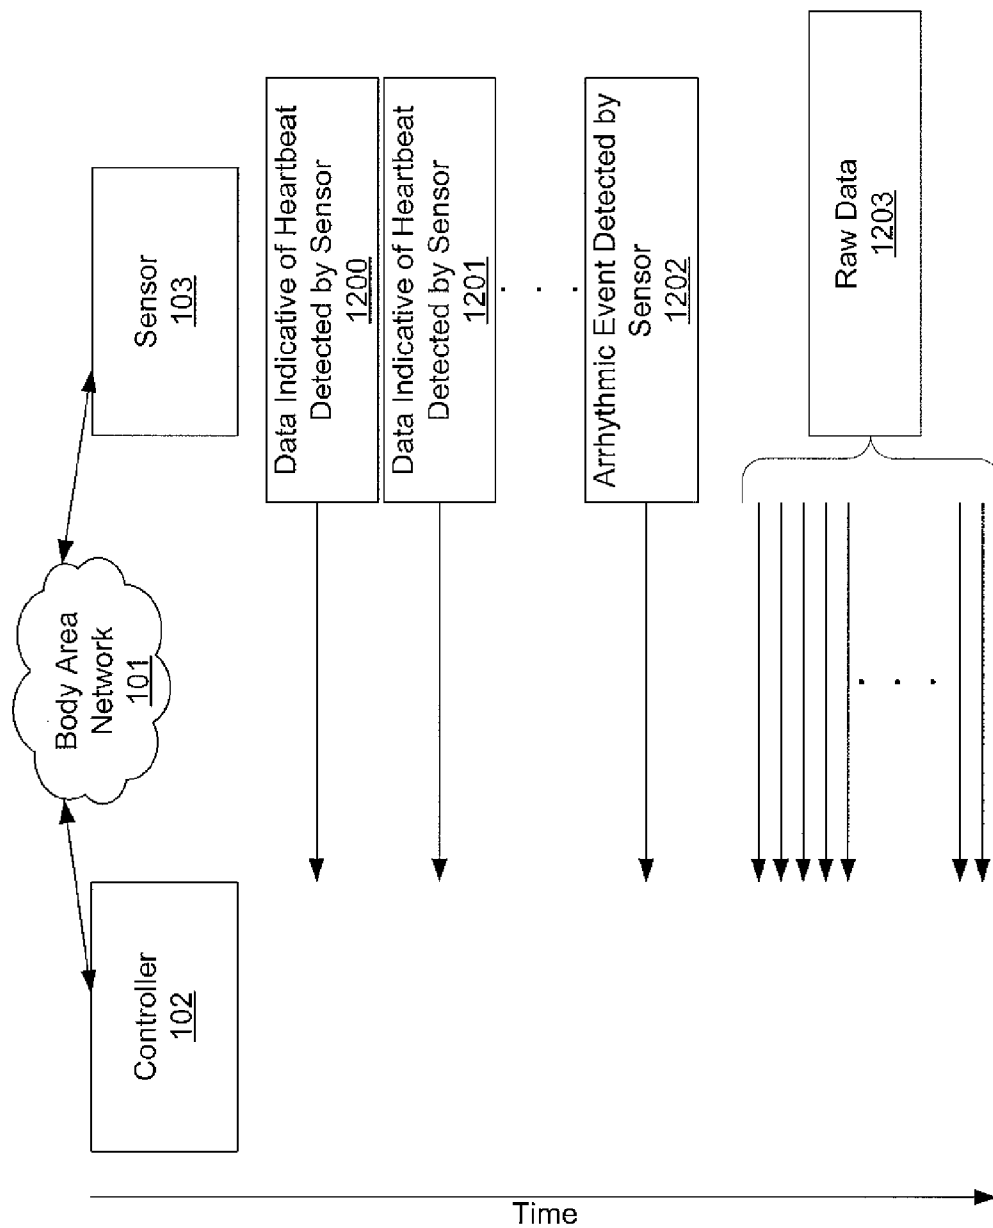 Controller
102
Body Area
Network
101
Sensor
103
Data Indicative of Heartbeat
Detected by Sensor
1200
Data Indicative of Heartbeat
Detected by Sensor
1201
Arrhythmic Event Detected by
Sensor
1202
Raw Data
1203
Time